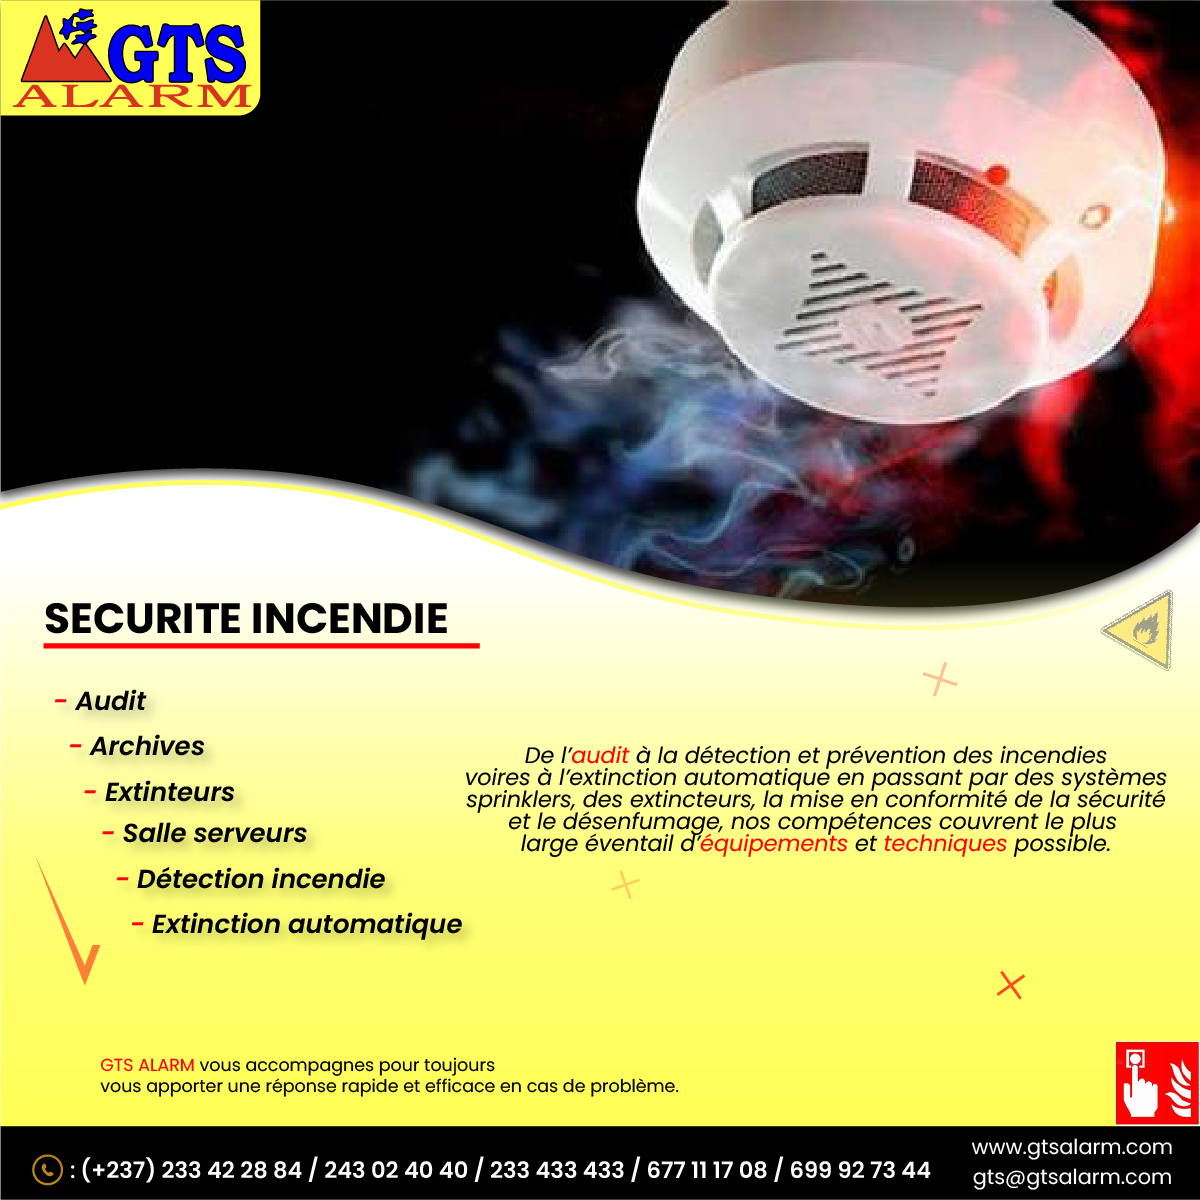 GTS
ALARM
SECURITE INCENDIE
- Audit
- Archives
- Extinteurs
- Salle serveurs
- Détection incendie
- Extinction automatique
De l'audit à la détection et prévention des incendies
voires à l'extinction automatique en passant par des systèmes
sprinklers, des extincteurs, la mise en conformité de la sécurité
et le désenfumage, nos compétences couvrent le plus
large éventail d'équipements et techniques possible.
GTS ALARM vous accompagnes pour toujours
vous apporter une réponse rapide et efficace en cas de problème.
: (+237) 233 42 28 84 / 243 02 40 40 / 233 433 433 / 677 11 17 08 / 699 92 73 44
www.gtsalarm.com
gts@gtsalarm.com